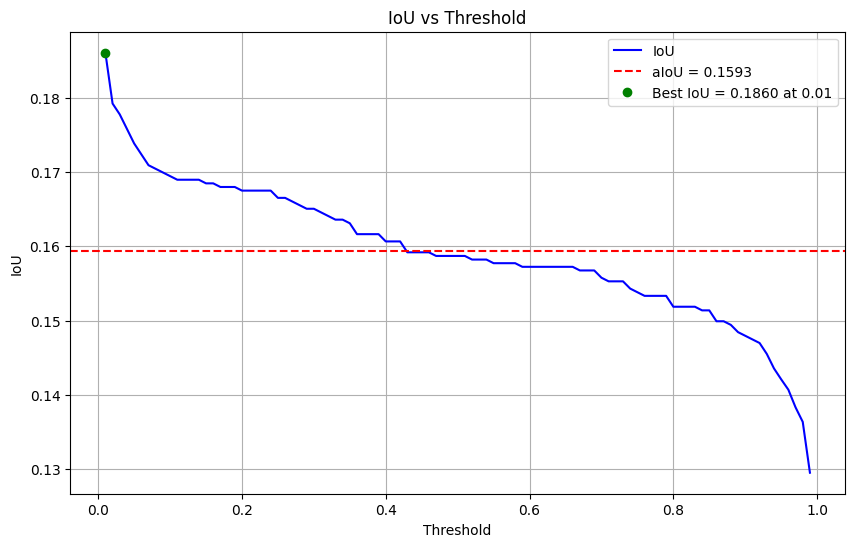 IoU vs Threshold
IoU
aIoU = 0.1593
Best IoU = 0.1860 at 0.01
0.18
0.17
0.16
0.15
0.14
0.13
IoU
0.0 0.2 0.4 0.6 0.8 1.0
Threshold